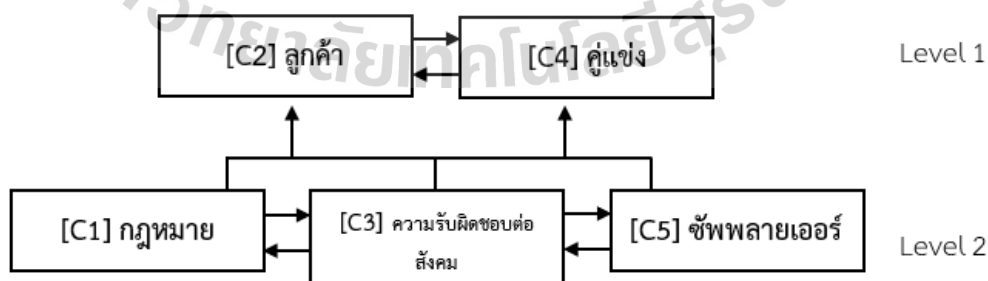 [C2] ลูกค้า
[C4] คู่แข่ง
Level 1
[C1] กฎหมาย
[C3] ความรับผิดชอบต่อ
สังคม
[C5] ซัพพลายเออร์
Level 2